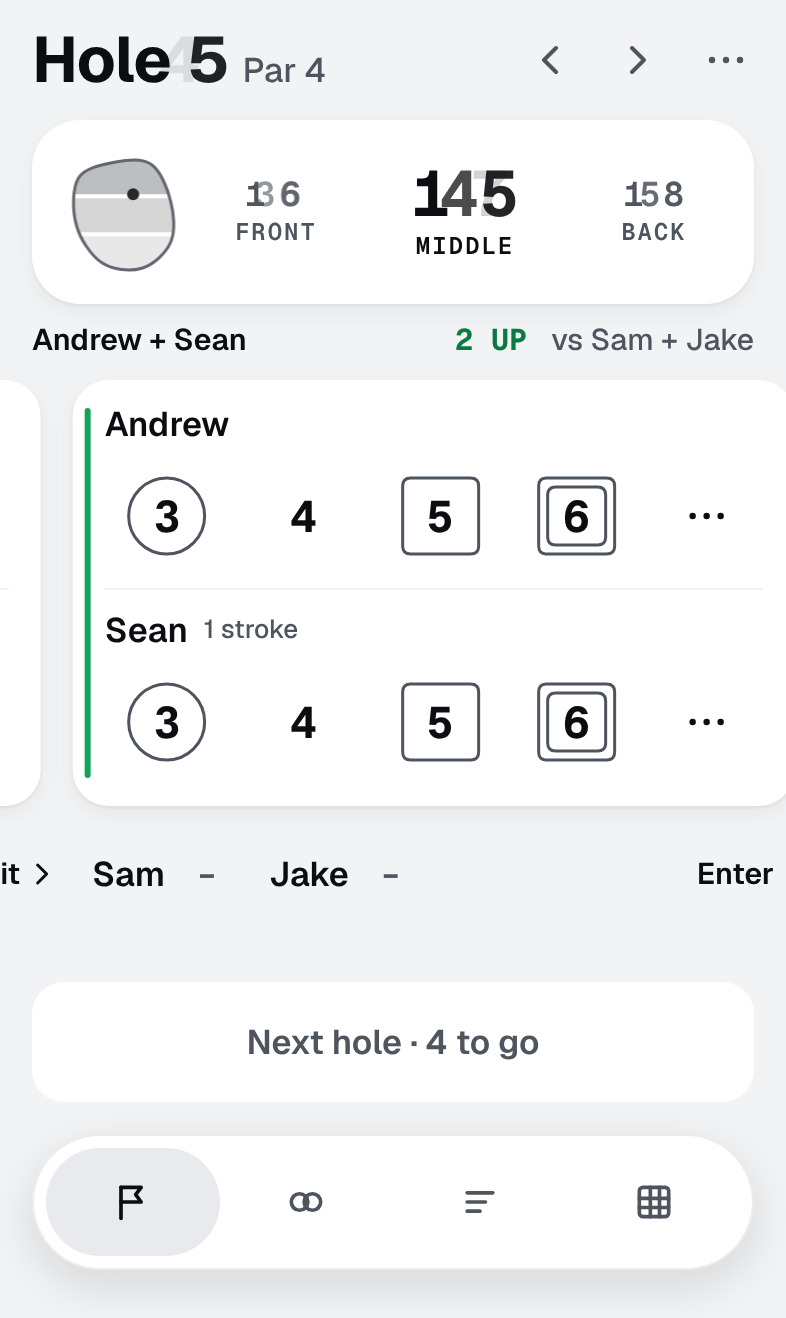 Hole 5 Par 4
136 145 158
FRONT MIDDLE BACK
Andrew + Sean 2 UP vs Sam + Jake
Andrew
3 4 5 6 ...
Sean 1 stroke
3 4 5 6 ...
it > Sam – Jake – Enter
Next hole · 4 to go